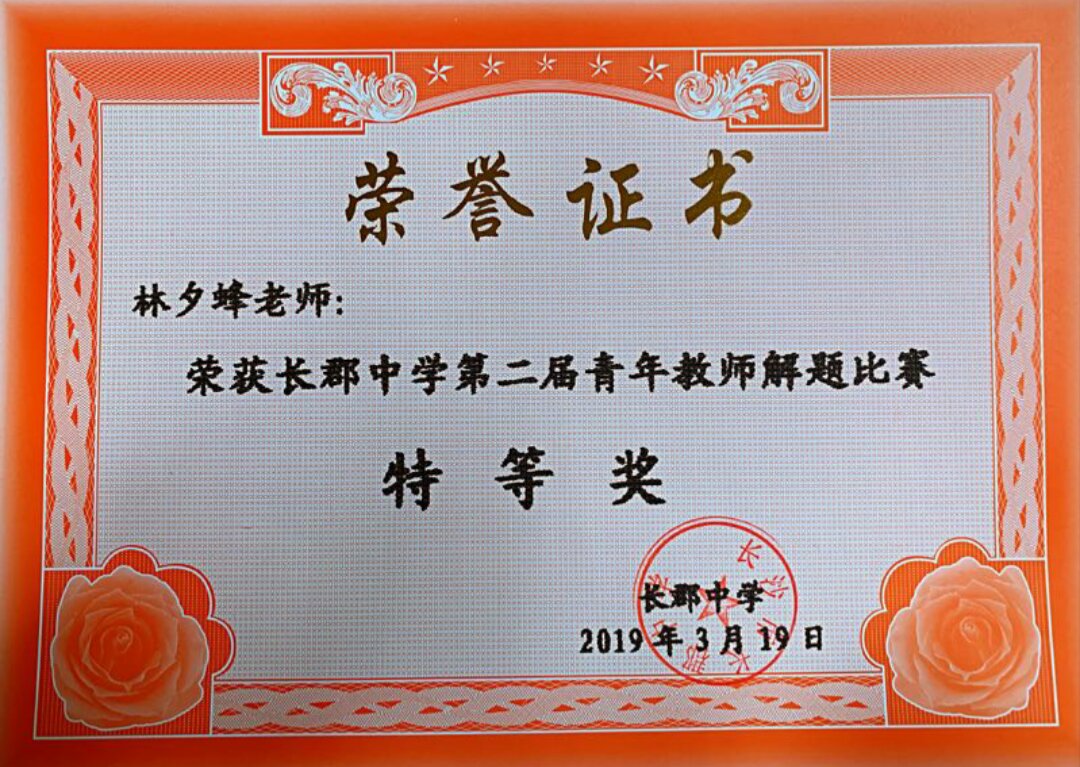 荣誉证书
林夕蜂老师:
荣获长郡中学第二届青年教师解题比赛
特等奖
长郡中学
2019年3月19日